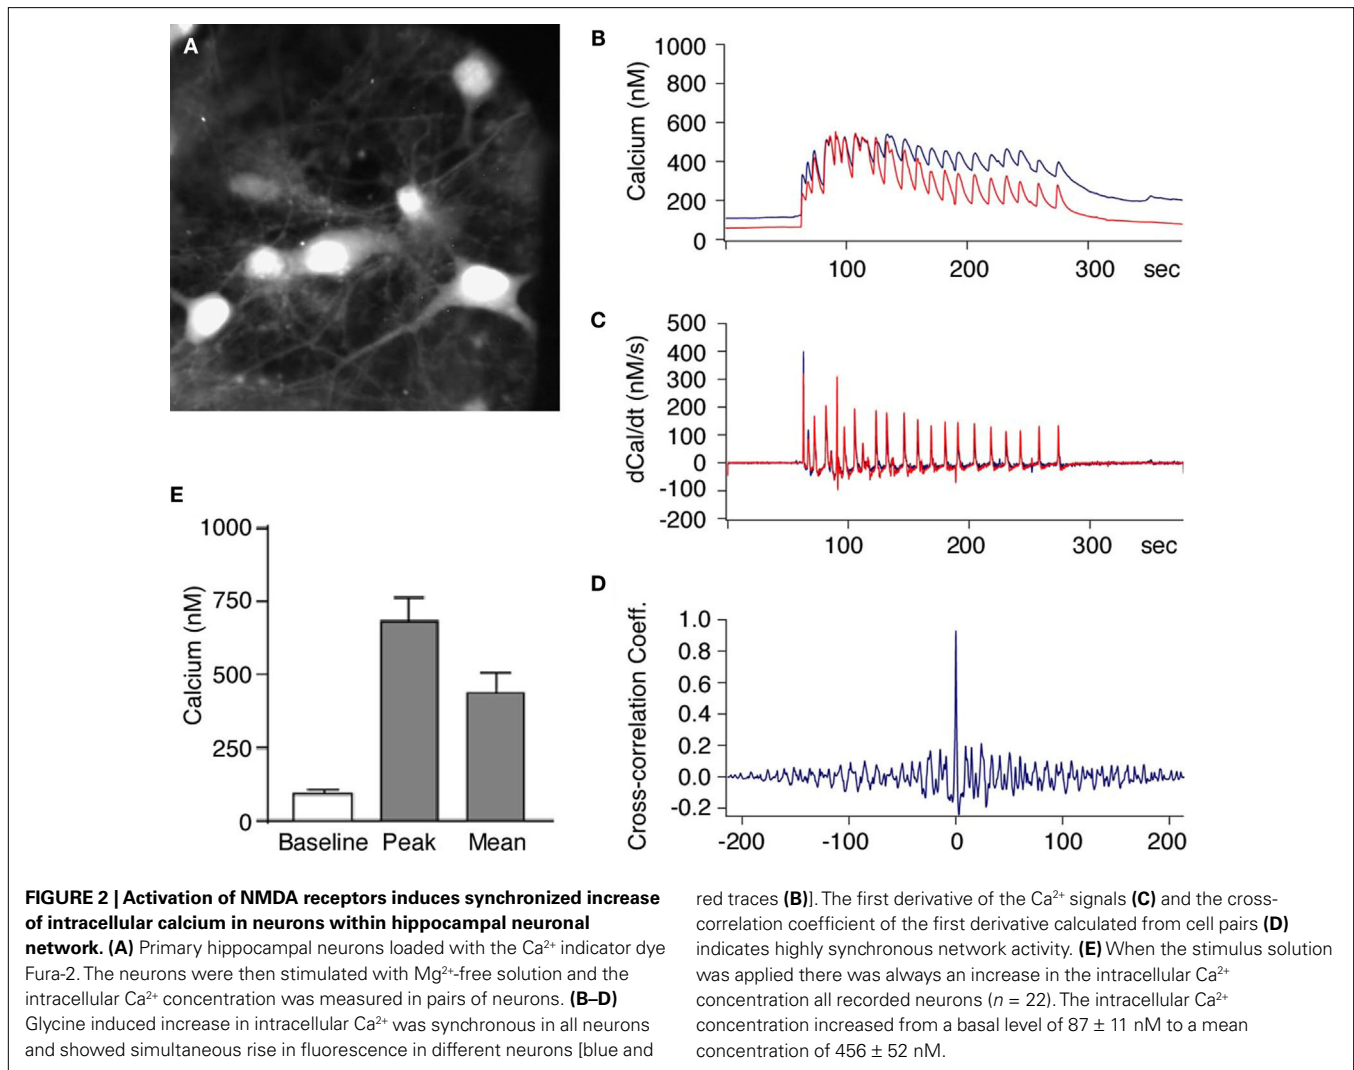 A
B
1000
800
600
400
200
0
Calcium (nM)
100 200 300 sec
C
500
400
300
200
100
0
-100
-200
dCal/dt (nM/s)
100 200 300 sec
E
1000
750
500
250
0
Calcium (nM)
Baseline Peak Mean
D
1.0
0.8
0.6
0.4
0.2
0.0
-0.2
Cross-correlation Coeff.
-200 -100 0 100 200
FIGURE 2 | Activation of NMDA receptors induces synchronized increase
of intracellular calcium in neurons within hippocampal neuronal
network. (A) Primary hippocampal neurons loaded with the Ca²⁺ indicator dye
Fura-2. The neurons were then stimulated with Mg²⁺-free solution and the
intracellular Ca²⁺ concentration was measured in pairs of neurons. (B–D)
Glycine induced increase in intracellular Ca²⁺ was synchronous in all neurons
and showed simultaneous rise in fluorescence in different neurons [blue and
red traces (B)]. The first derivative of the Ca²⁺ signals (C) and the cross-
correlation coefficient of the first derivative calculated from cell pairs (D)
indicates highly synchronous network activity. (E) When the stimulus solution
was applied there was always an increase in the intracellular Ca²⁺
concentration all recorded neurons (n = 22). The intracellular Ca²⁺
concentration increased from a basal level of 87 ± 11 nM to a mean
concentration of 456 ± 52 nM.